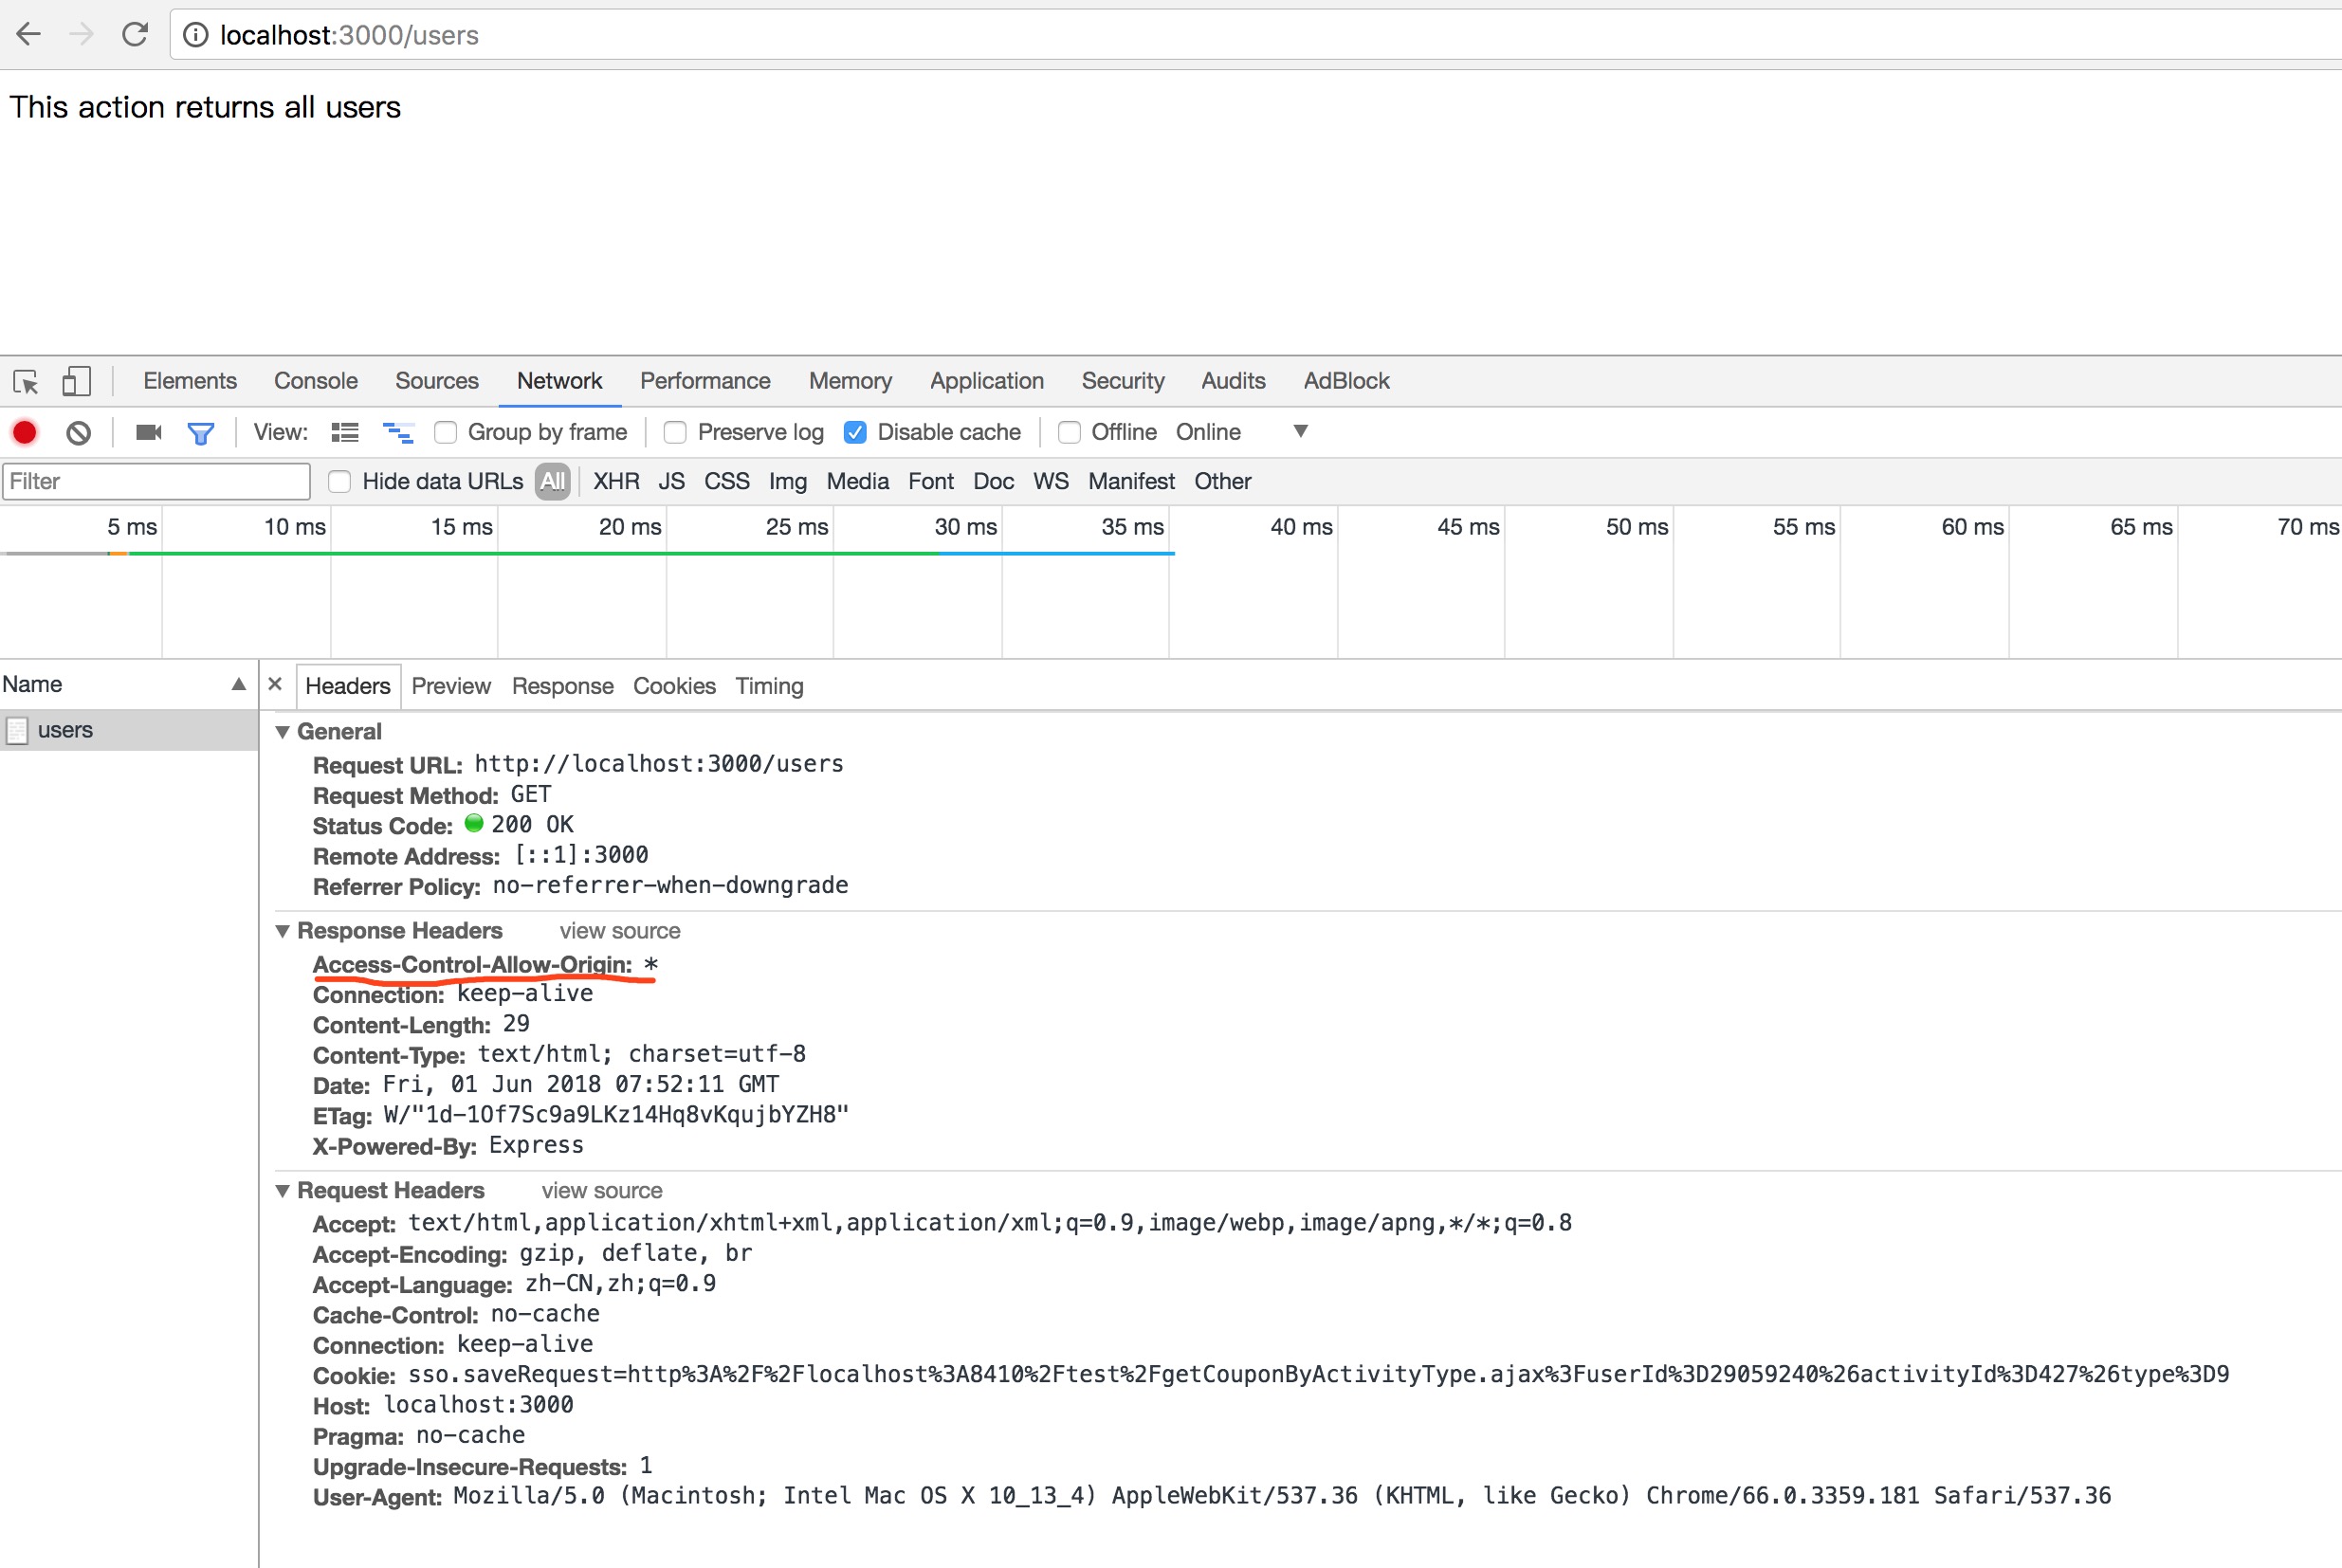 localhost:3000/users
This action returns all users
Elements Console Sources Network Performance Memory Application Security Audits AdBlock
View: Group by frame Preserve log Disable cache Offline Online
Filter Hide data URLs All XHR JS CSS Img Media Font Doc WS Manifest Other
5 ms 10 ms 15 ms 20 ms 25 ms 30 ms 35 ms 40 ms 45 ms 50 ms 55 ms 60 ms 65 ms 70 ms
Name × Headers Preview Response Cookies Timing
users
General
Request URL: http://localhost:3000/users
Request Method: GET
Status Code: 200 OK
Remote Address: [::1]:3000
Referrer Policy: no-referrer-when-downgrade
Response Headers view source
Access-Control-Allow-Origin: *
Connection: keep-alive
Content-Length: 29
Content-Type: text/html; charset=utf-8
Date: Fri, 01 Jun 2018 07:52:11 GMT
ETag: W/"1d-1Of7Sc9a9LKz14Hq8vKqujbYZH8"
X-Powered-By: Express
Request Headers view source
Accept: text/html,application/xhtml+xml,application/xml;q=0.9,image/webp,image/apng,*/*;q=0.8
Accept-Encoding: gzip, deflate, br
Accept-Language: zh-CN,zh;q=0.9
Cache-Control: no-cache
Connection: keep-alive
Cookie: sso.saveRequest=http%3A%2F%2Flocalhost%3A8410%2Ftest%2FgetCouponByActivityType.ajax%3FuserId%3D29059240%26activityId%3D427%26type%3D9
Host: localhost:3000
Pragma: no-cache
Upgrade-Insecure-Requests: 1
User-Agent: Mozilla/5.0 (Macintosh; Intel Mac OS X 10_13_4) AppleWebKit/537.36 (KHTML, like Gecko) Chrome/66.0.3359.181 Safari/537.36